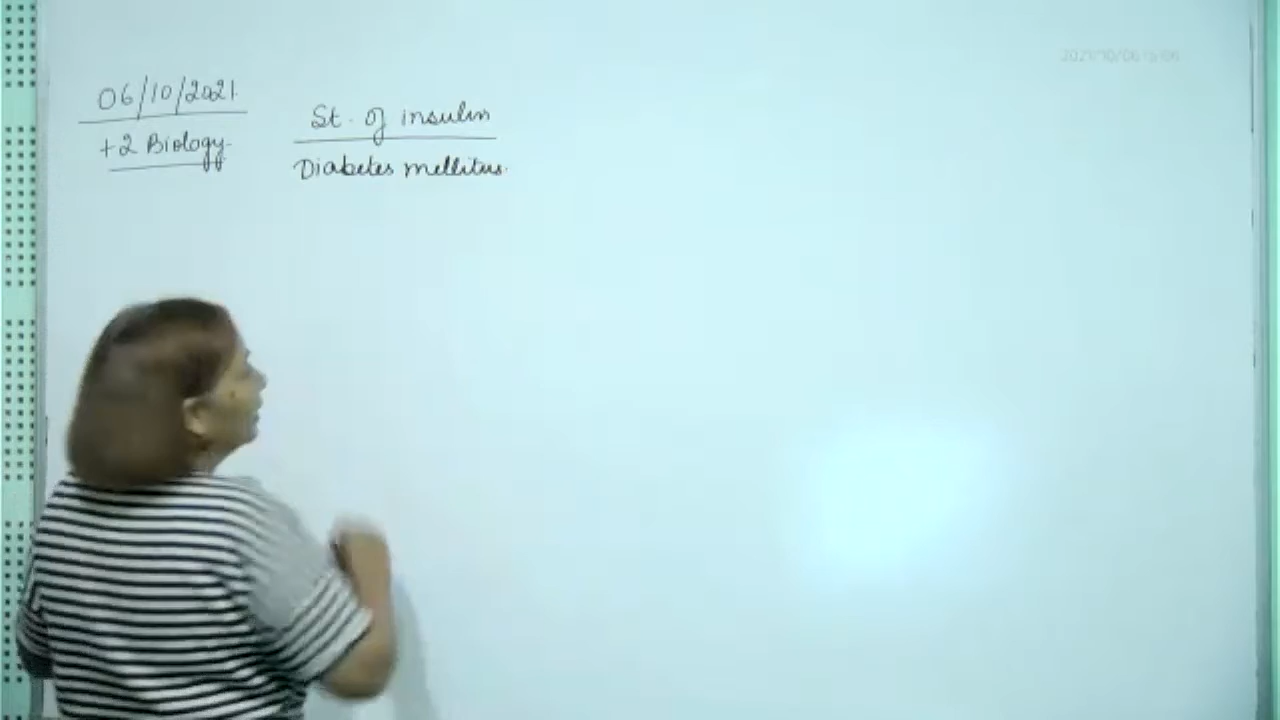 06/10/2021
+2 Biology
St. of insulin
Diabetes mellitus.